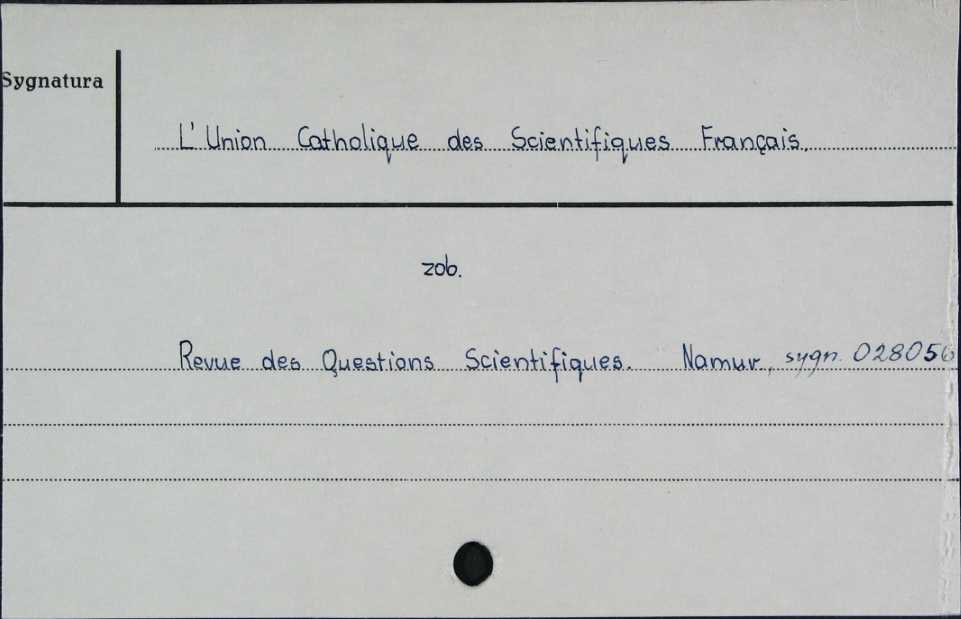 Sygnatura
L'Union Catholique des Scientifiques Français.
zob.
Revue des Questions Scientifiques. Namur, sygn. 028056